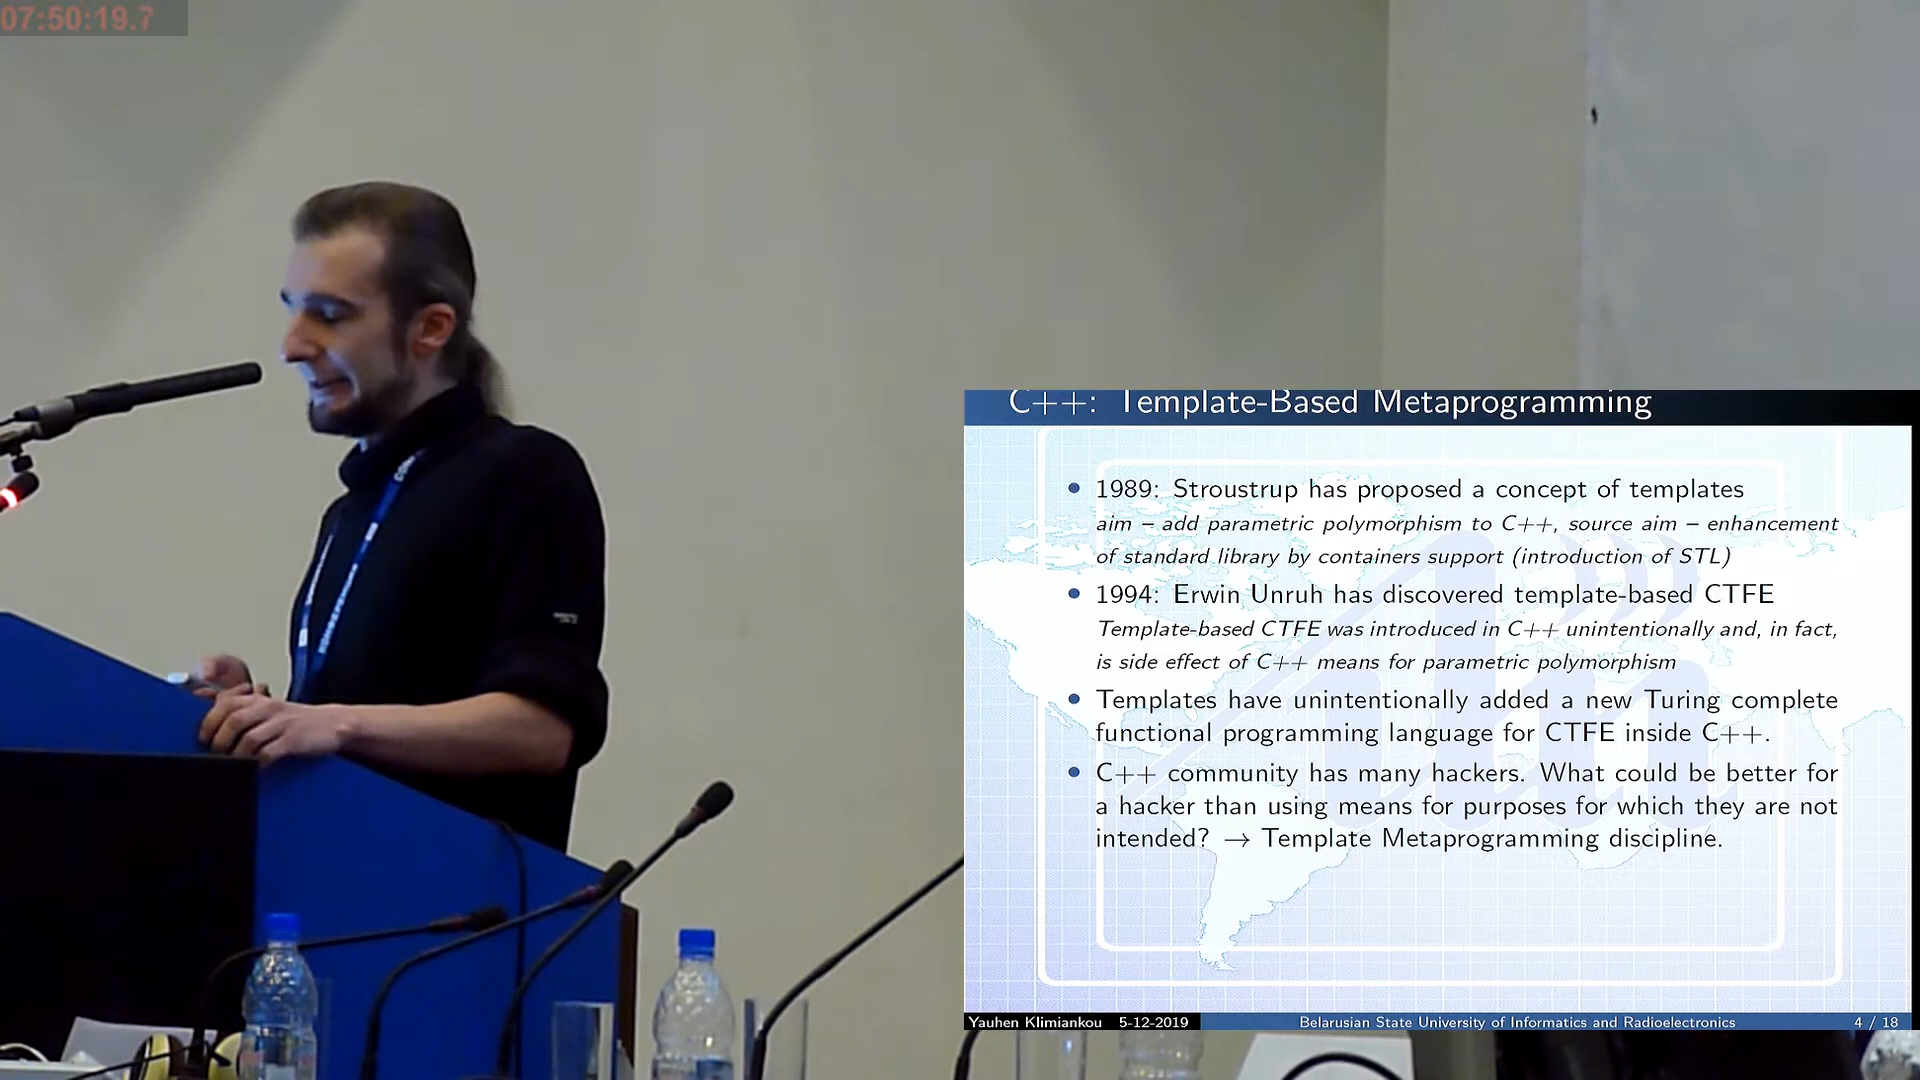 07:50:19.7
C++: Template-Based Metaprogramming
1989: Stroustrup has proposed a concept of templates
aim – add parametric polymorphism to C++, source aim – enhancement
of standard library by containers support (introduction of STL)
1994: Erwin Unruh has discovered template-based CTFE
Template-based CTFE was introduced in C++ unintentionally and, in fact,
is side effect of C++ means for parametric polymorphism
Templates have unintentionally added a new Turing complete
functional programming language for CTFE inside C++.
C++ community has many hackers. What could be better for
a hacker than using means for purposes for which they are not
intended? → Template Metaprogramming discipline.
Yauhen Klimiankou 5-12-2019 Belarusian State University of Informatics and Radioelectronics 4 / 18